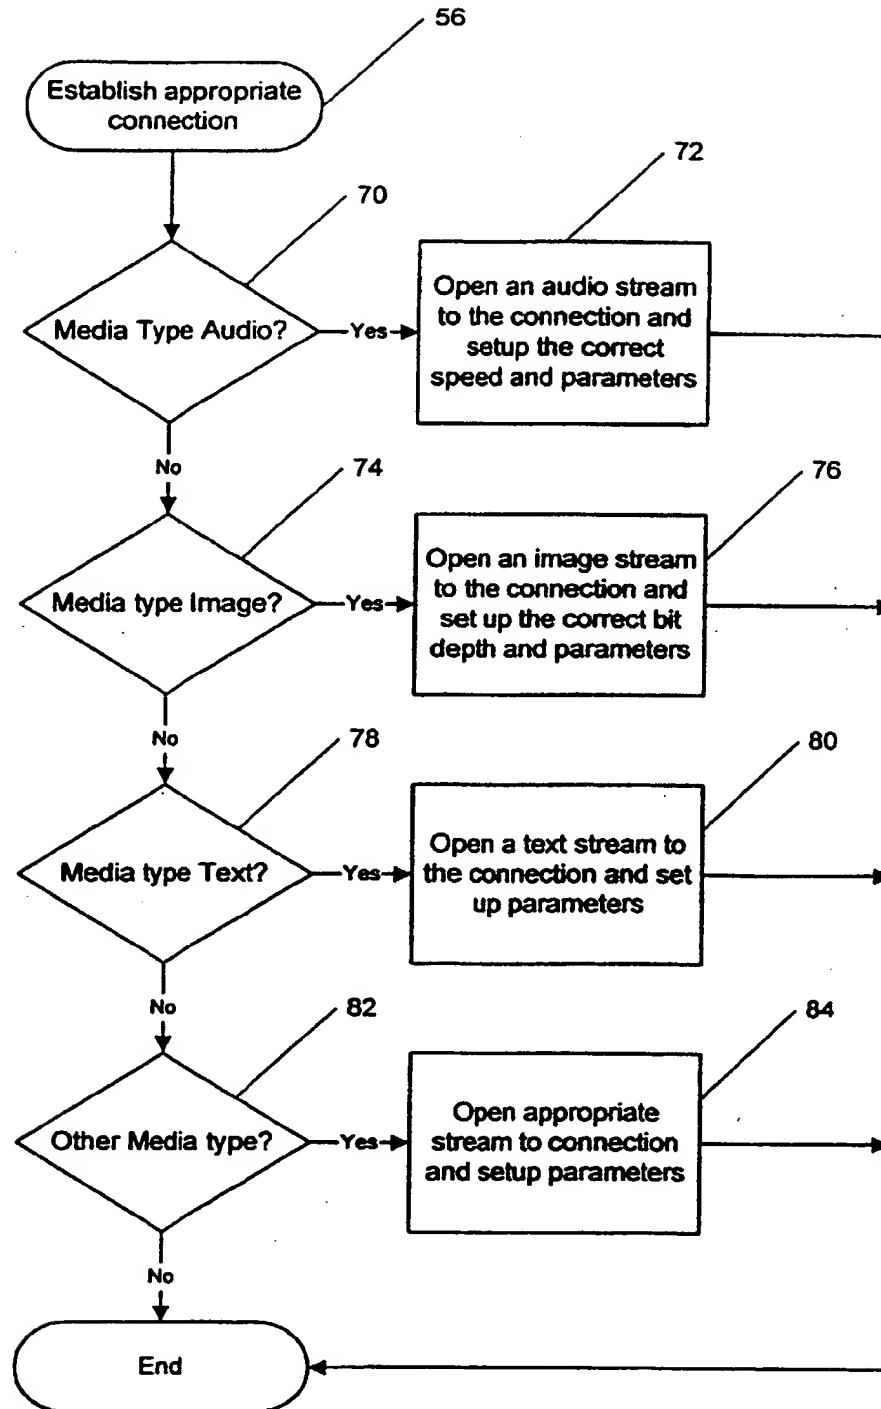 56
Establish appropriate
connection
70
72
Media Type Audio?
Yes
Open an audio stream
to the connection and
setup the correct
speed and parameters
No
74
76
Media type Image?
Yes
Open an image stream
to the connection and
set up the correct bit
depth and parameters
No
78
80
Media type Text?
Yes
Open a text stream to
the connection and set
up parameters
No
82
84
Other Media type?
Yes
Open appropriate
stream to connection
and setup parameters
No
End